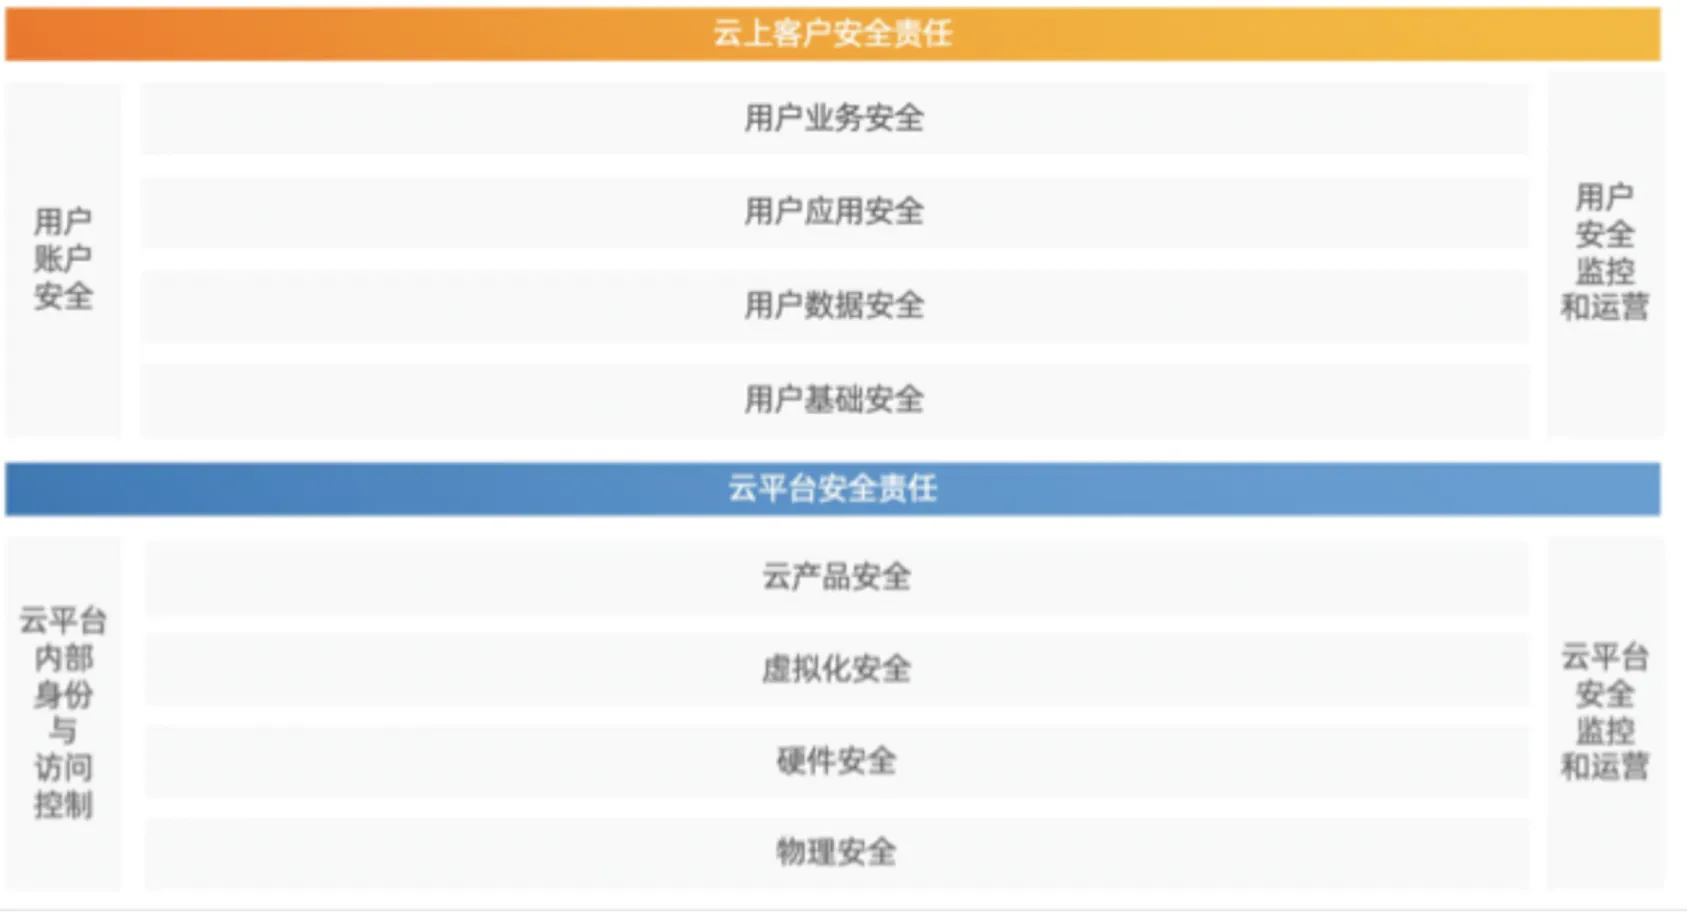 云上客户安全责任
用户
账户
安全
用户业务安全
用户应用安全
用户数据安全
用户基础安全
用户
安全
监控
和运营
云平台安全责任
云平台
内部
身份
与
访问
控制
云产品安全
虚拟化安全
硬件安全
物理安全
云平台
安全
监控
和运营